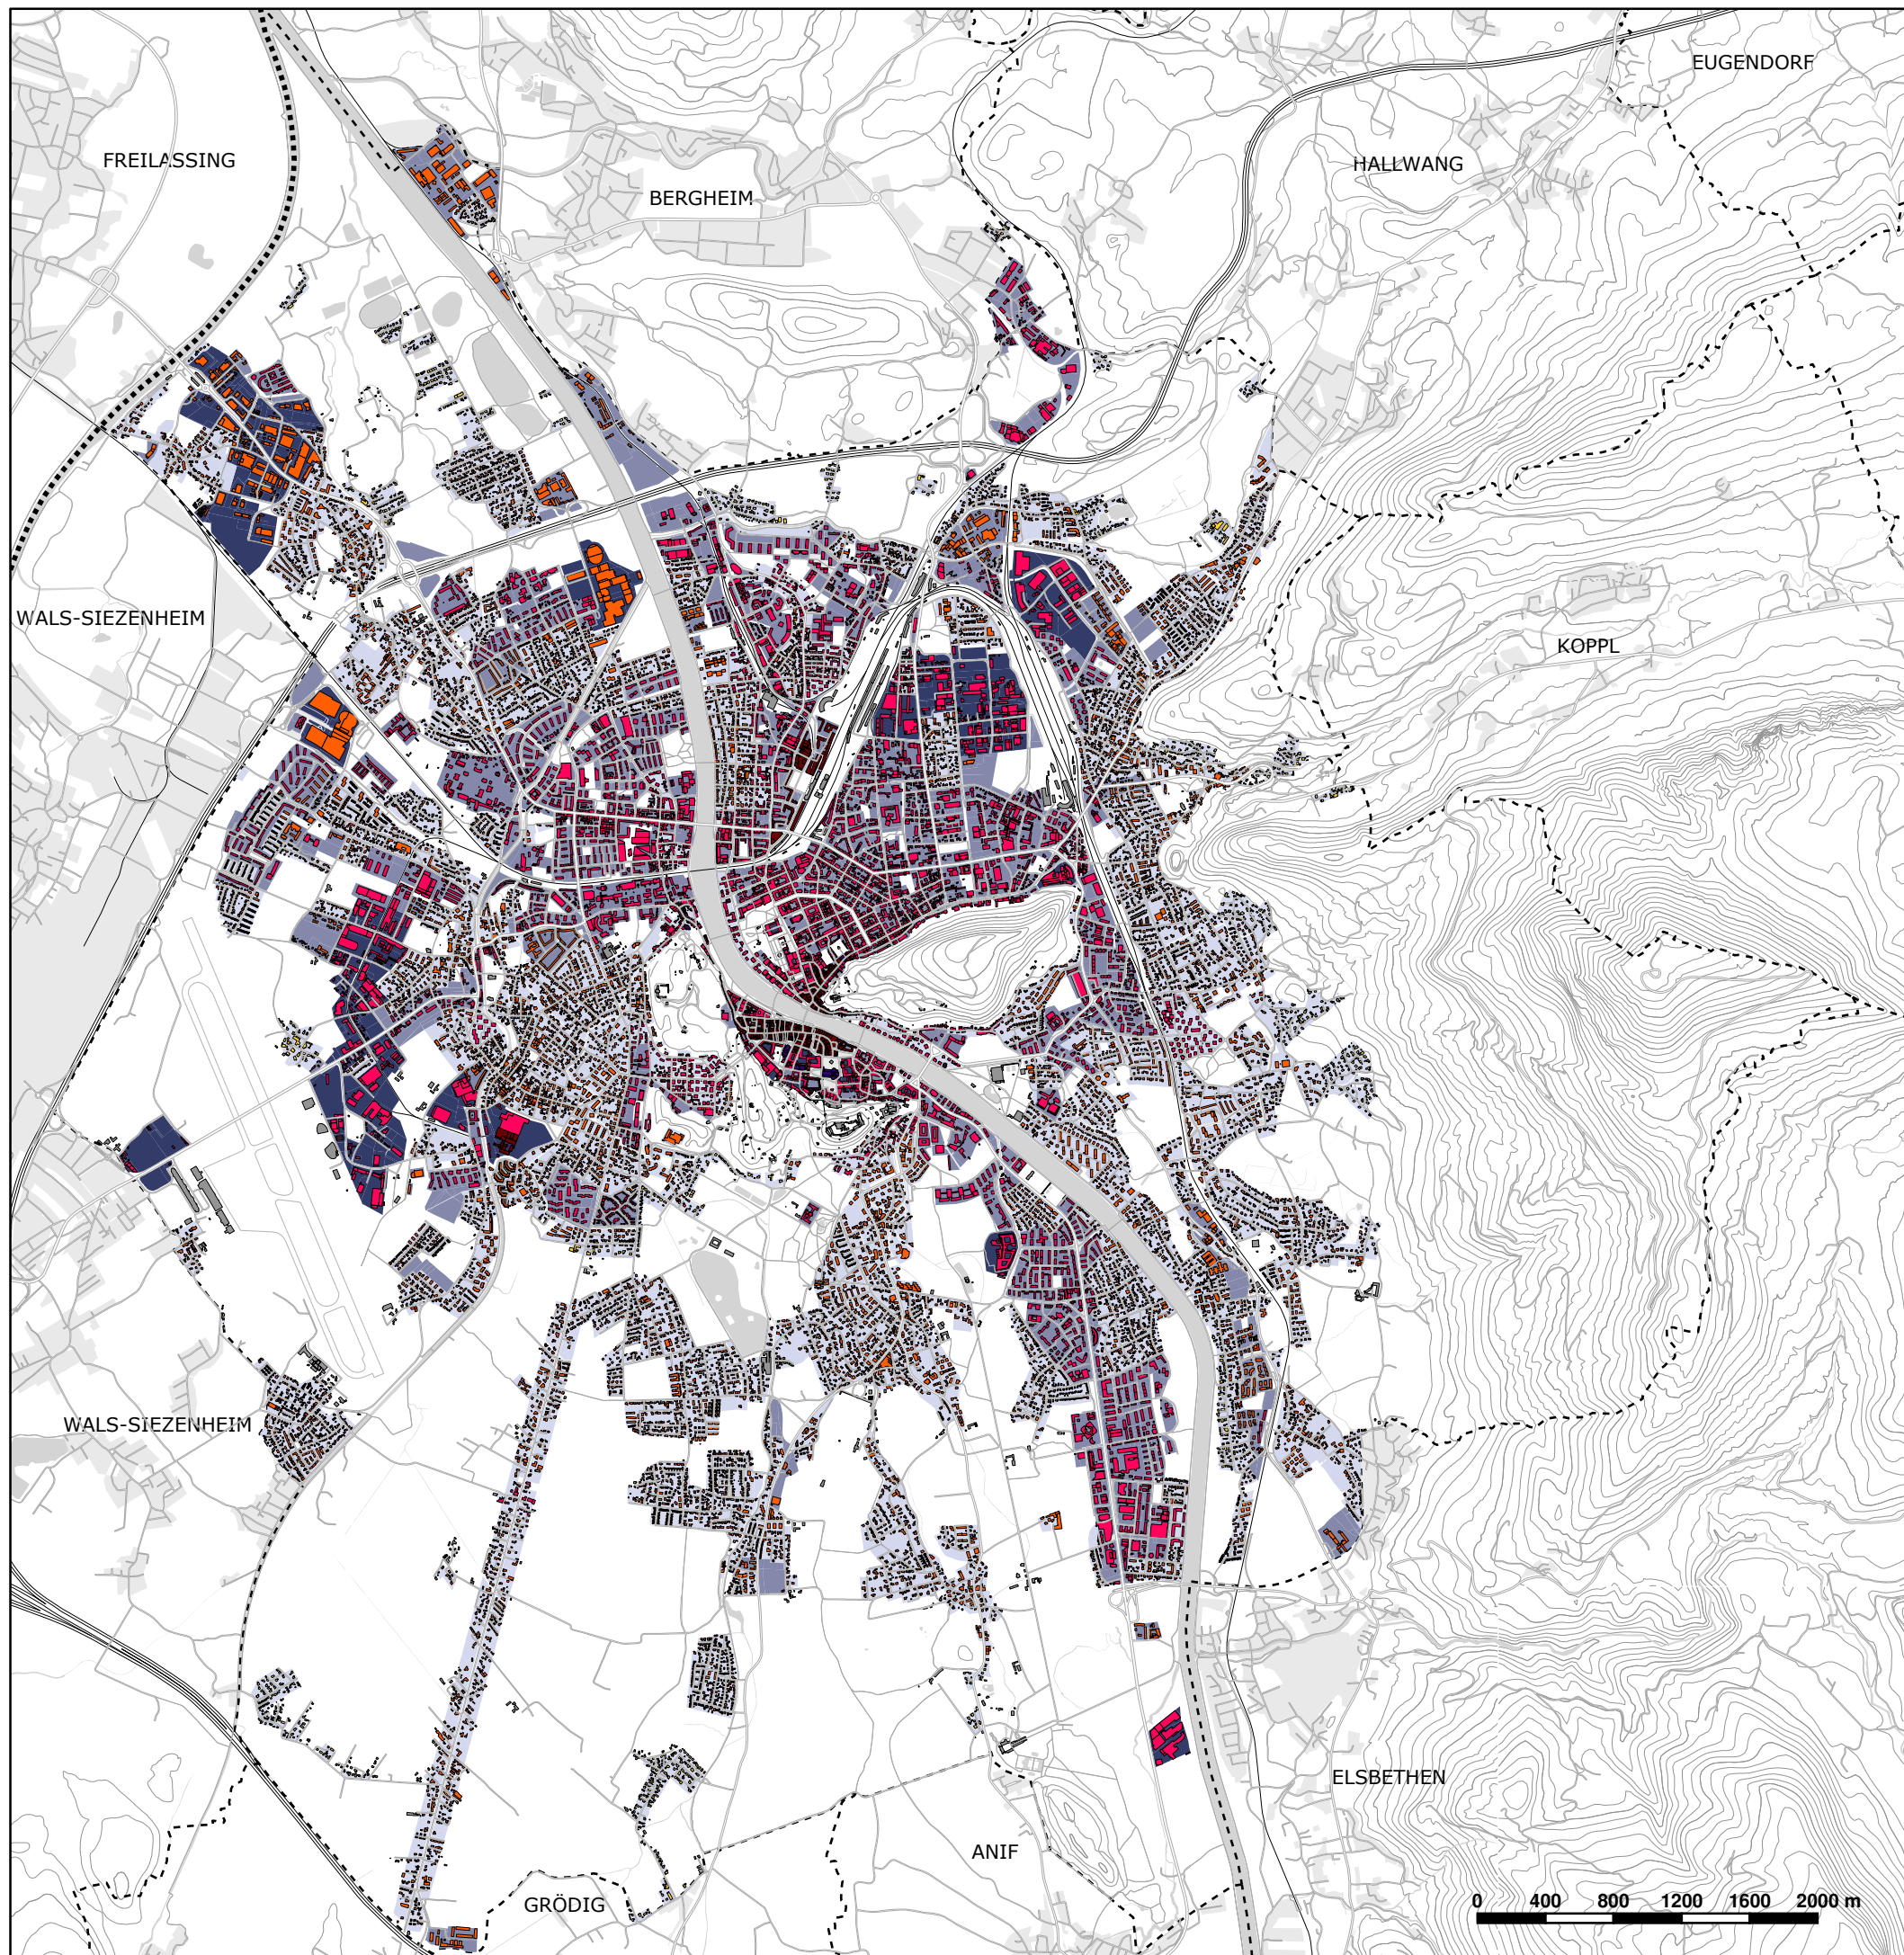 EUGENDORF
FREILASSING
HALLWANG
BERGHEIM
WALS-SIEZENHEIM
KOPPL
WALS-SIEZENHEIM
ELSBETHEN
ANIF
GRÖDIG
0 400 800 1200 1600 2000 m